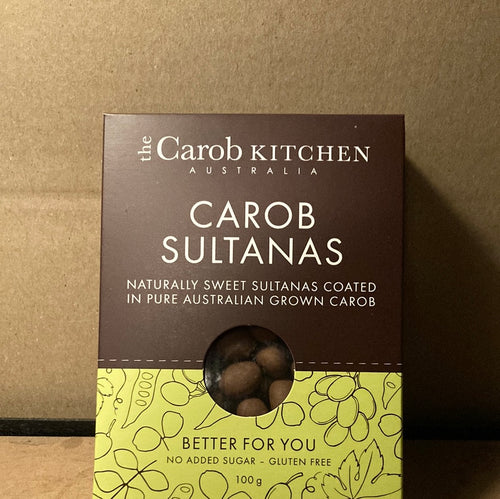 the Carob KITCHEN
AUSTRALIA
CAROB
SULTANAS
NATURALLY SWEET SULTANAS COATED
IN PURE AUSTRALIAN GROWN CAROB
BETTER FOR YOU
NO ADDED SUGAR – GLUTEN FREE
100 g